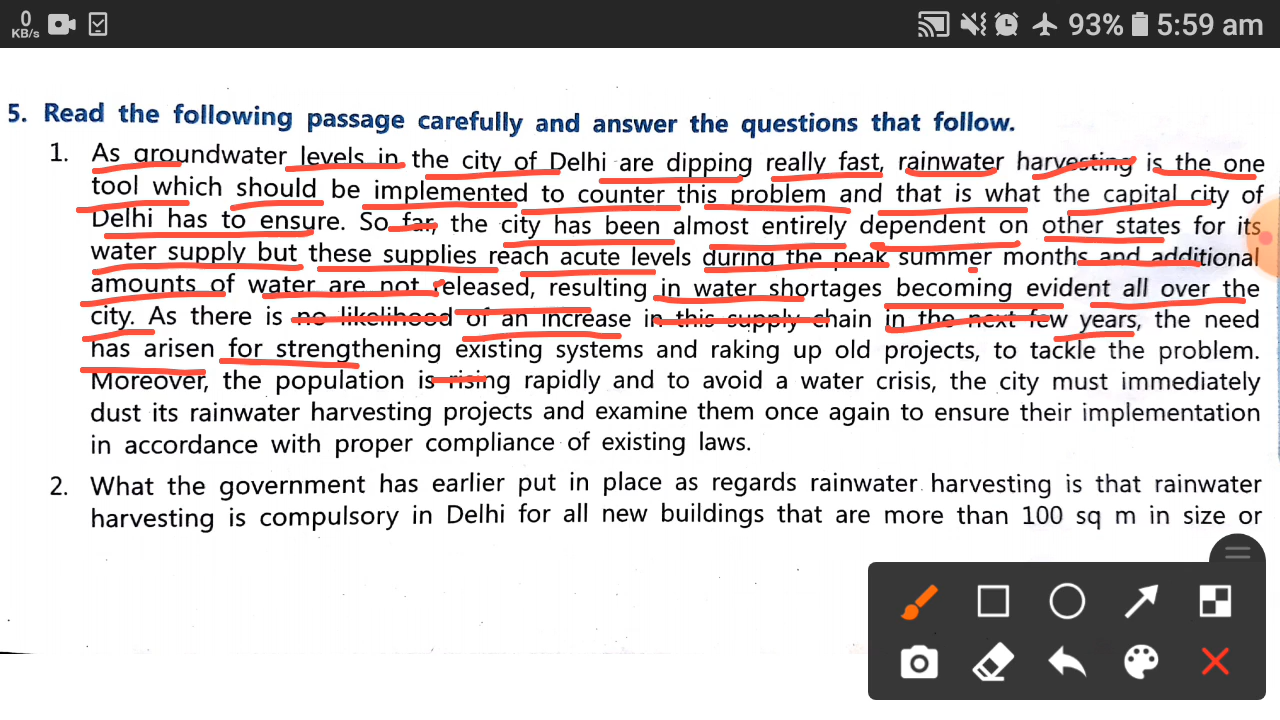 0
KB/s
93% 5:59 am
5. Read the following passage carefully and answer the questions that follow.
1. As groundwater levels in the city of Delhi are dipping really fast, rainwater harvesting is the one
tool which should be implemented to counter this problem and that is what the capital city of
Delhi has to ensure. So far, the city has been almost entirely dependent on other states for its
water supply but these supplies reach acute levels during the peak summer months and additional
amounts of water are not released, resulting in water shortages becoming evident all over the
city. As there is no likelihood of an increase in this supply chain in the next few years, the need
has arisen for strengthening existing systems and raking up old projects, to tackle the problem.
Moreover, the population is rising rapidly and to avoid a water crisis, the city must immediately
dust its rainwater harvesting projects and examine them once again to ensure their implementation
in accordance with proper compliance of existing laws.
2. What the government has earlier put in place as regards rainwater harvesting is that rainwater
harvesting is compulsory in Delhi for all new buildings that are more than 100 sq m in size or